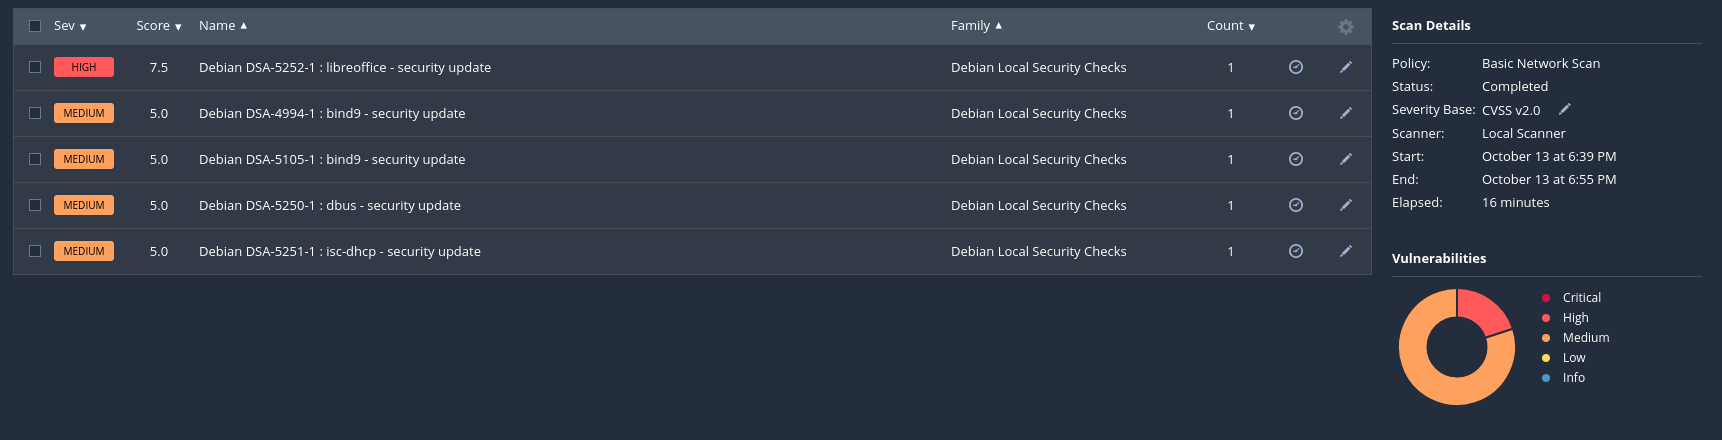 Sev ▼ Score ▼ Name ▲ Family ▲ Count ▼
HIGH 7.5 Debian DSA-5252-1 : libreoffice - security update Debian Local Security Checks 1
MEDIUM 5.0 Debian DSA-4994-1 : bind9 - security update Debian Local Security Checks 1
MEDIUM 5.0 Debian DSA-5105-1 : bind9 - security update Debian Local Security Checks 1
MEDIUM 5.0 Debian DSA-5250-1 : dbus - security update Debian Local Security Checks 1
MEDIUM 5.0 Debian DSA-5251-1 : isc-dhcp - security update Debian Local Security Checks 1
Scan Details
Policy: Basic Network Scan
Status: Completed
Severity Base: CVSS v2.0
Scanner: Local Scanner
Start: October 13 at 6:39 PM
End: October 13 at 6:55 PM
Elapsed: 16 minutes
Vulnerabilities
Critical
High
Medium
Low
Info